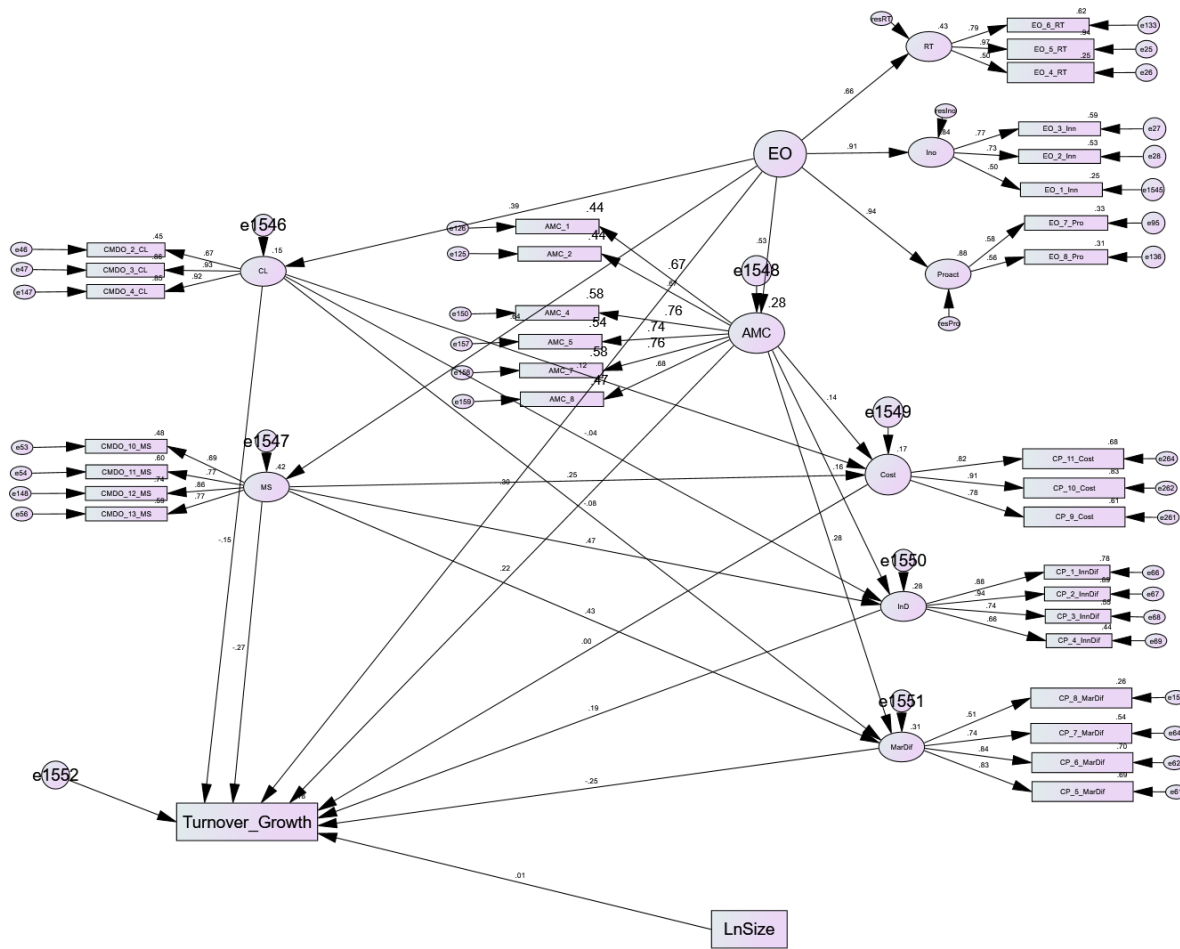 resRT
.43
RT
.79
.97
.50
.62
EO_6_RT
e133
.94
EO_5_RT
e25
.25
EO_4_RT
e26
.66
resIno
.84
Ino
.77
.73
.50
.59
EO_3_Inn
e27
.53
EO_2_Inn
e28
.25
EO_1_Inn
e1545
EO
.91
.94
.33
EO_7_Pro
e95
.31
EO_8_Pro
e136
.58
.56
.88
Proact
resPro
.39
.53
e1546
.15
CL
.45
e46
CMDO_2_CL
.67
.86
e47
CMDO_3_CL
.93
.85
e147
CMDO_4_CL
.92
.44
e126
AMC_1
.44
e125
AMC_2
.67
.67
.58
e150
AMC_4
.76
.54
e157
AMC_5
.74
.58
e158
AMC_7
.76
.47
e159
AMC_8
.68
e1548
.28
AMC
.64
.12
.14
-.04
.16
e1549
.17
Cost
.82
.91
.78
.68
CP_11_Cost
e264
.83
CP_10_Cost
e262
.61
CP_9_Cost
e261
e1547
.42
MS
.48
e53
CMDO_10_MS
.69
.60
e54
CMDO_11_MS
.77
.74
e148
CMDO_12_MS
.86
.59
e56
CMDO_13_MS
.77
.25
-.08
.47
.28
-.15
.22
.43
-.27
.00
.19
-.25
e1550
.28
InD
.88
.94
.74
.66
.78
CP_1_InnDif
e66
CP_2_InnDif
e67
.55
CP_3_InnDif
e68
.44
CP_4_InnDif
e69
e1551
.31
MarDif
.51
.74
.84
.83
.26
CP_8_MarDif
.54
CP_7_MarDif
e64
.70
CP_6_MarDif
e62
.69
CP_5_MarDif
e1552
Turnover_Growth
.01
LnSize